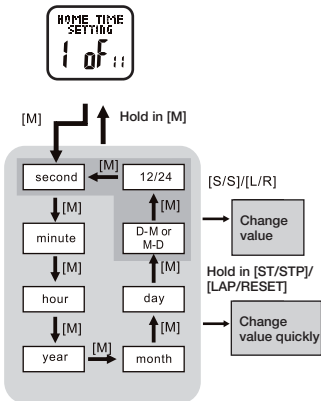 HOME TIME
SETTING
1 OF 11
[M]
Hold in [M]
second
[M]
12/24
[S/S]/[L/R]
[M]
[M]
minute
D-M or
M-D
Change
value
[M]
[M]
Hold in [ST/STP]/
[LAP/RESET]
hour
day
[M]
[M]
Change
value quickly
year
[M]
month